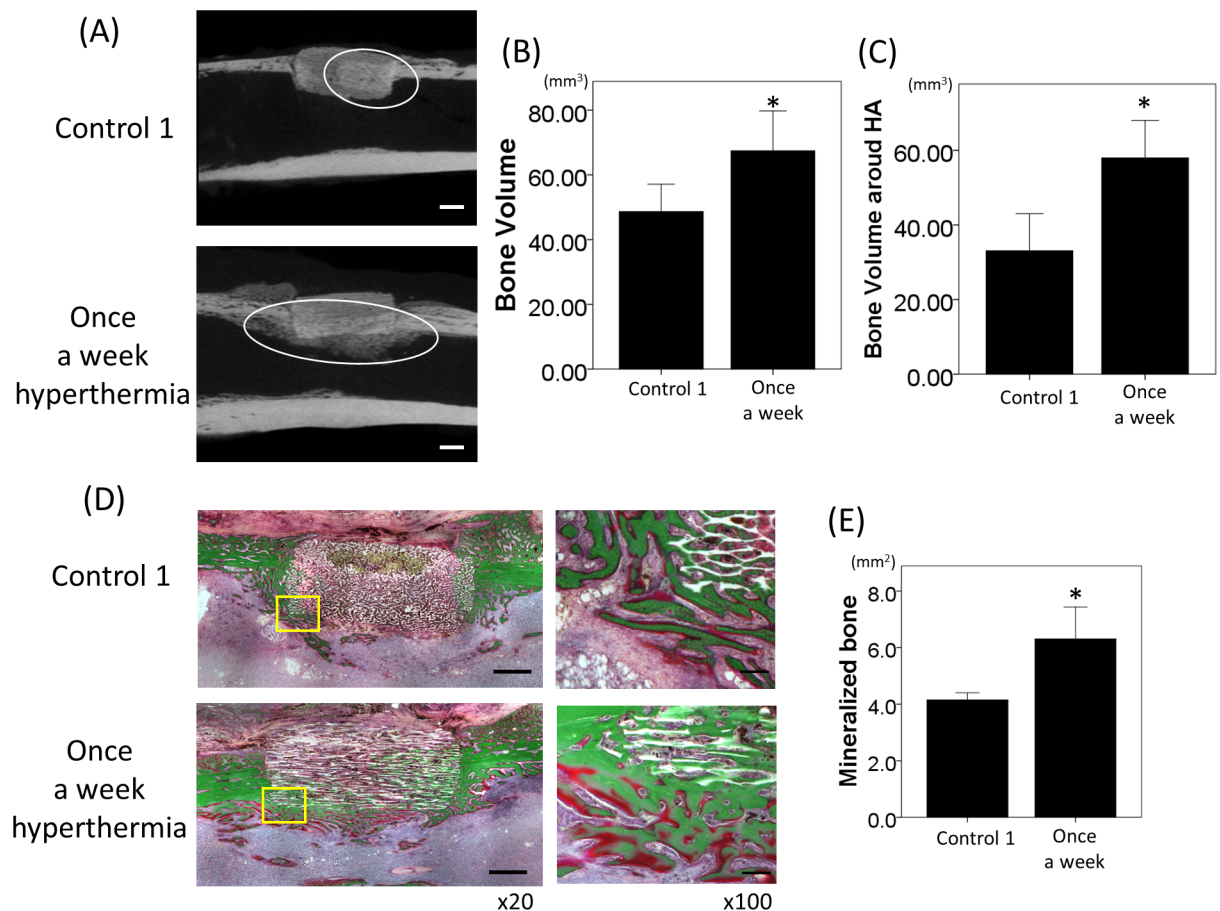 (A)
Control 1
Once
a week
hyperthermia
(B)
(mm3)
Bone Volume
80.00
60.00
40.00
20.00
0.00
*
Control 1
Once
a week
(C)
(mm3)
Bone Volume aroud HA
60.00
30.00
0.00
*
Control 1
Once
a week
(D)
Control 1
Once
a week
hyperthermia
x20
x100
(E)
(mm2)
Mineralized bone
8.0
6.0
4.0
2.0
0.0
*
Control 1
Once
a week